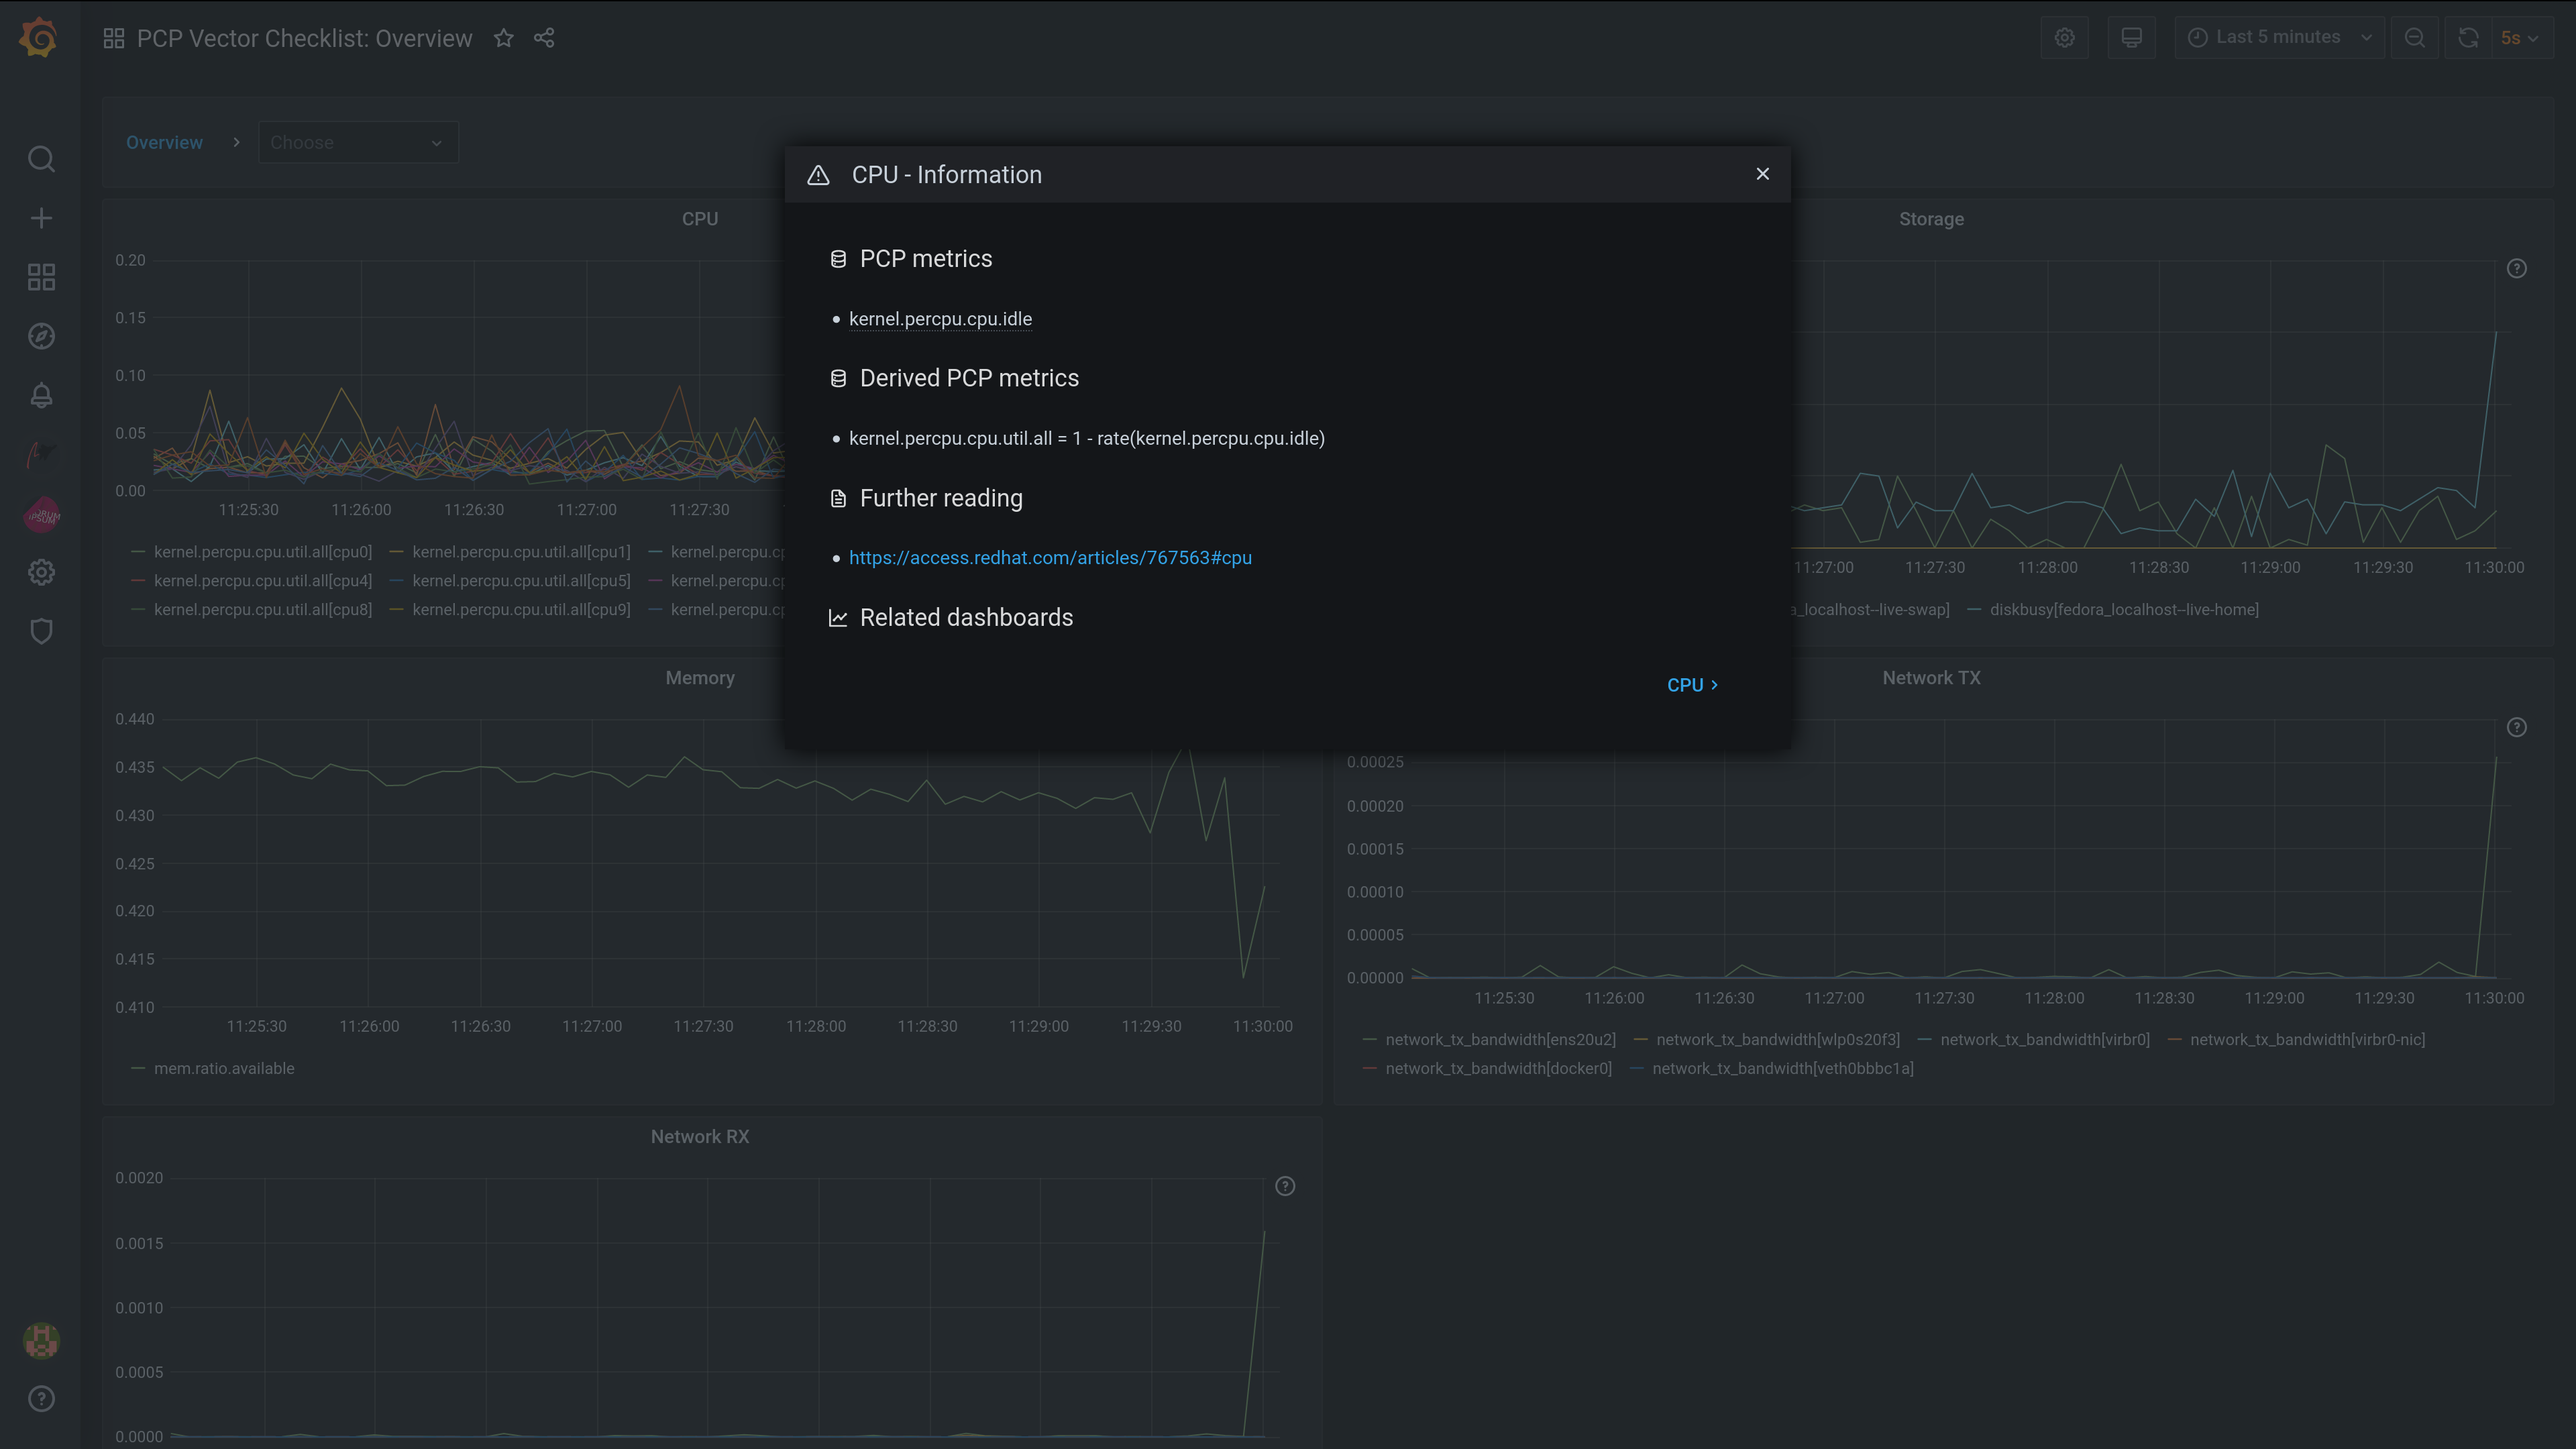 PCP Vector Checklist: Overview
Last 5 minutes
5s
Overview
Choose
CPU
0.20
0.15
0.10
0.05
0.00
11:25:30 11:26:00 11:26:30 11:27:00 11:27:30
kernel.percpu.cpu.util.all[cpu0] kernel.percpu.cpu.util.all[cpu1] kernel.percpu.cp
kernel.percpu.cpu.util.all[cpu4] kernel.percpu.cpu.util.all[cpu5] kernel.percpu.cp
kernel.percpu.cpu.util.all[cpu8] kernel.percpu.cpu.util.all[cpu9] kernel.percpu.cp
CPU - Information
PCP metrics
kernel.percpu.cpu.idle
Derived PCP metrics
kernel.percpu.cpu.util.all = 1 - rate(kernel.percpu.cpu.idle)
Further reading
https://access.redhat.com/articles/767563#cpu
Related dashboards
CPU
Storage
11:27:00 11:27:30 11:28:00 11:28:30 11:29:00 11:29:30 11:30:00
a_localhost--live-swap] diskbusy[fedora_localhost--live-home]
Memory
0.440
0.435
0.430
0.425
0.420
0.415
0.410
11:25:30 11:26:00 11:26:30 11:27:00 11:27:30 11:28:00 11:28:30 11:29:00 11:29:30 11:30:00
mem.ratio.available
Network TX
0.00025
0.00020
0.00015
0.00010
0.00005
0.00000
11:25:30 11:26:00 11:26:30 11:27:00 11:27:30 11:28:00 11:28:30 11:29:00 11:29:30 11:30:00
network_tx_bandwidth[ens20u2] network_tx_bandwidth[wlp0s20f3] network_tx_bandwidth[virbr0] network_tx_bandwidth[virbr0-nic]
network_tx_bandwidth[docker0] network_tx_bandwidth[veth0bbbc1a]
Network RX
0.0020
0.0015
0.0010
0.0005
0.0000